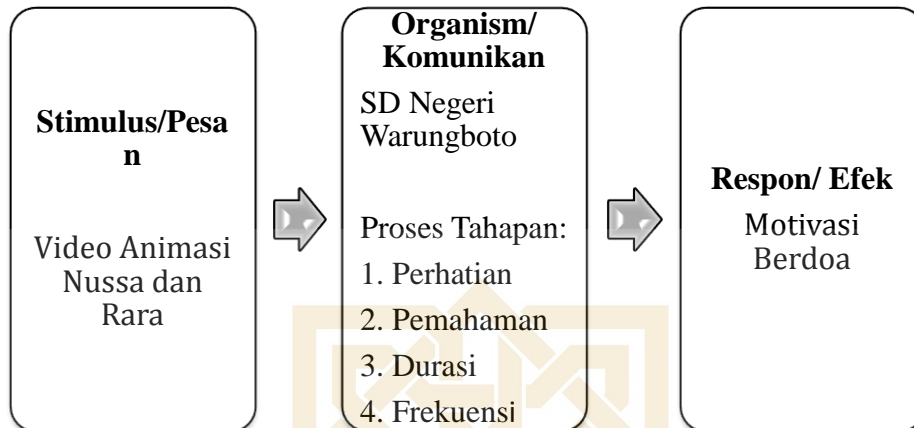 Stimulus/Pesa
n
Video Animasi
Nussa dan
Rara
Organism/
Komunikan
SD Negeri
Warungboto
Proses Tahapan:
1. Perhatian
2. Pemahaman
3. Durasi
4. Frekuensi
Respon/ Efek
Motivasi
Berdoa